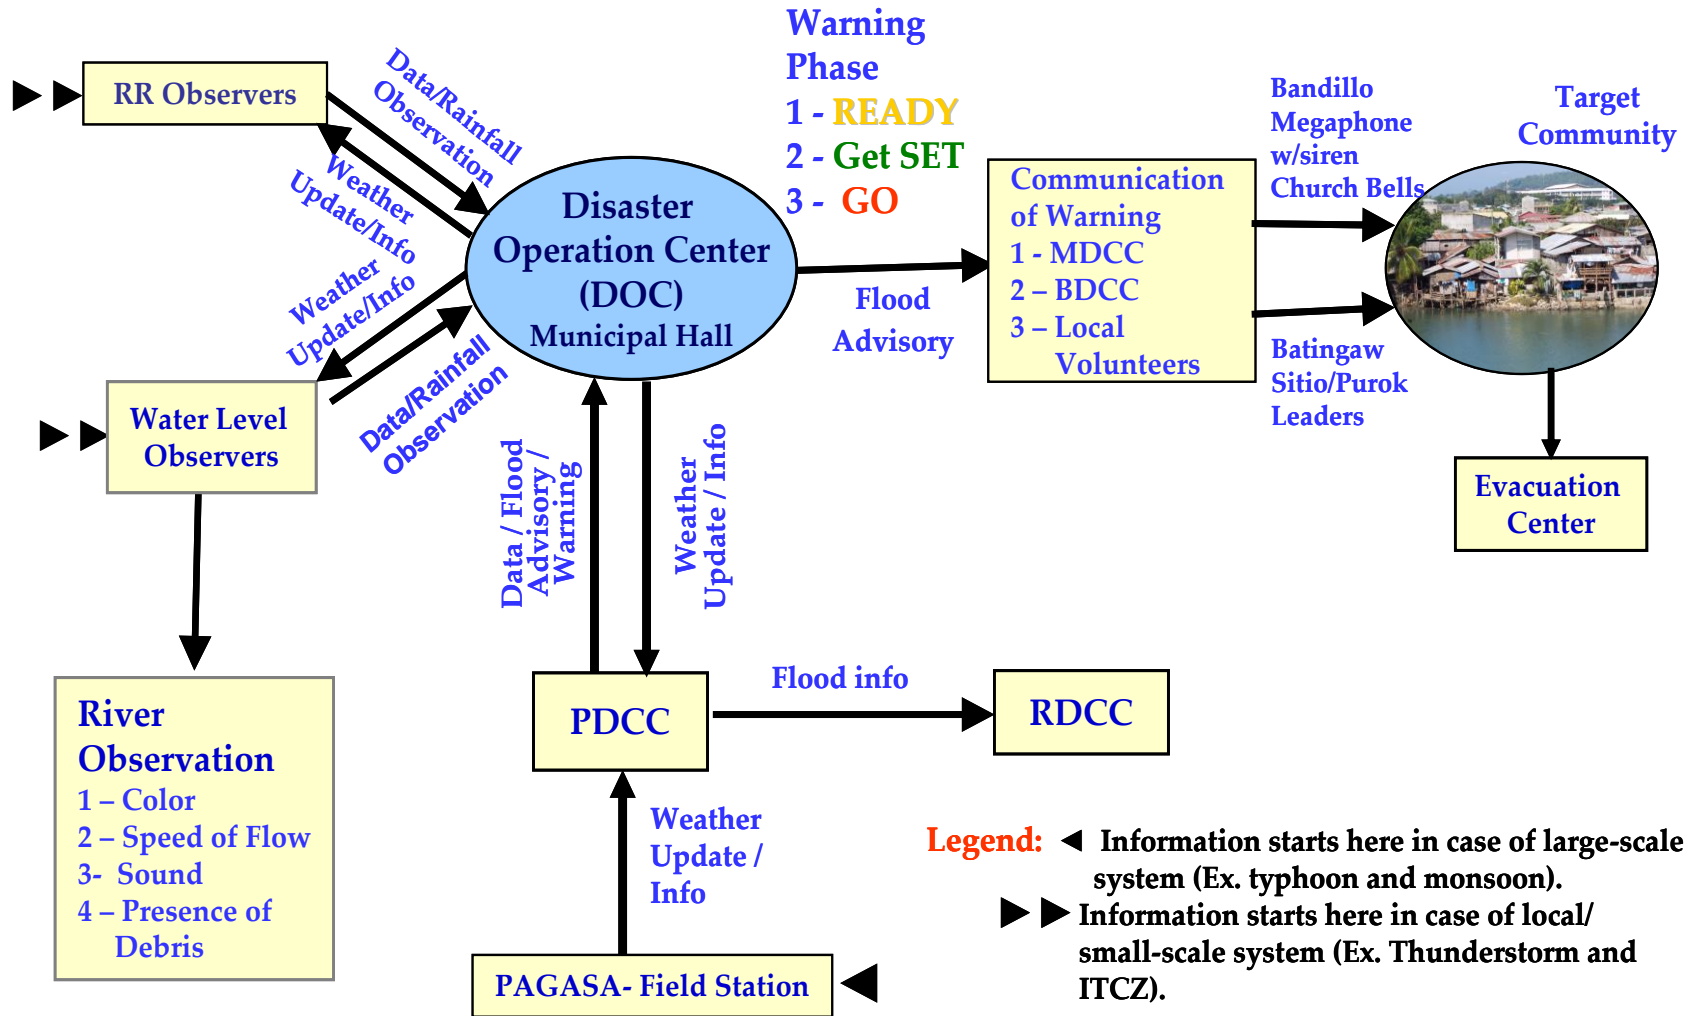 RR Observers
Data/Rainfall
Observation
Weather
Update/Info
Weather
Update/Info
Data/Rainfall
Observation
Water Level
Observers
River
Observation
1 – Color
2 – Speed of Flow
3- Sound
4 – Presence of
Debris
Disaster
Operation Center
(DOC)
Municipal Hall
Warning
Phase
1 - READY
2 - Get SET
3 - GO
Flood
Advisory
Communication
of Warning
1 - MDCC
2 – BDCC
3 – Local
Volunteers
Bandillo
Megaphone
w/siren
Church Bells
Batingaw
Sitio/Purok
Leaders
Target
Community
Evacuation
Center
Data / Flood
Advisory /
Warning
Weather
Update / Info
PDCC
Flood info
RDCC
Weather
Update /
Info
PAGASA- Field Station
Legend: ◄ Information starts here in case of large-scale
system (Ex. typhoon and monsoon).
►► Information starts here in case of local/
small-scale system (Ex. Thunderstorm and
ITCZ).